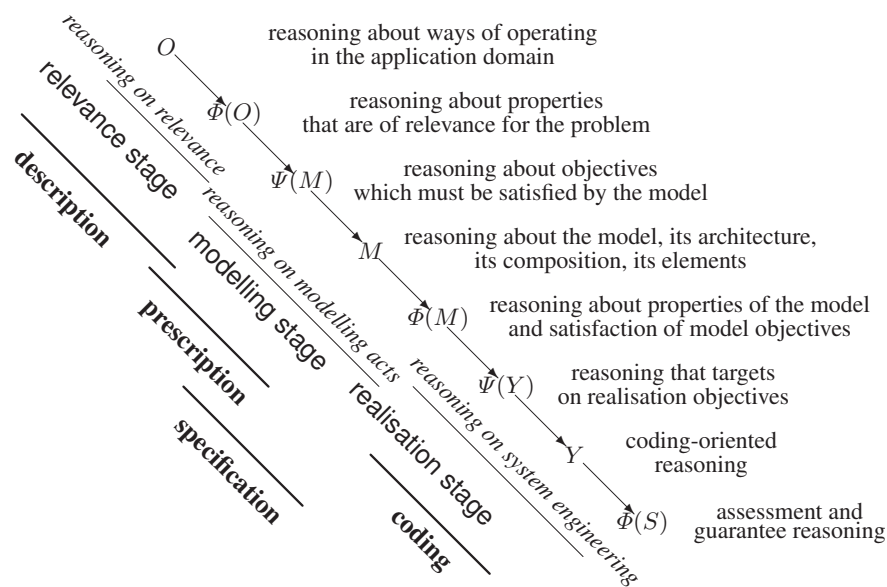 O
reasoning about ways of operating
in the application domain
Φ(O)
reasoning about properties
that are of relevance for the problem
Ψ(M)
reasoning about objectives
which must be satisfied by the model
M
reasoning about the model, its architecture,
its composition, its elements
Φ(M)
reasoning about properties of the model
and satisfaction of model objectives
Ψ(Y)
reasoning that targets
on realisation objectives
Y
coding-oriented
reasoning
Φ(S)
assessment and
guarantee reasoning
reasoning on relevance
reasoning on modelling acts
reasoning on system engineering
relevance stage
modelling stage
realisation stage
description
prescription
specification
coding